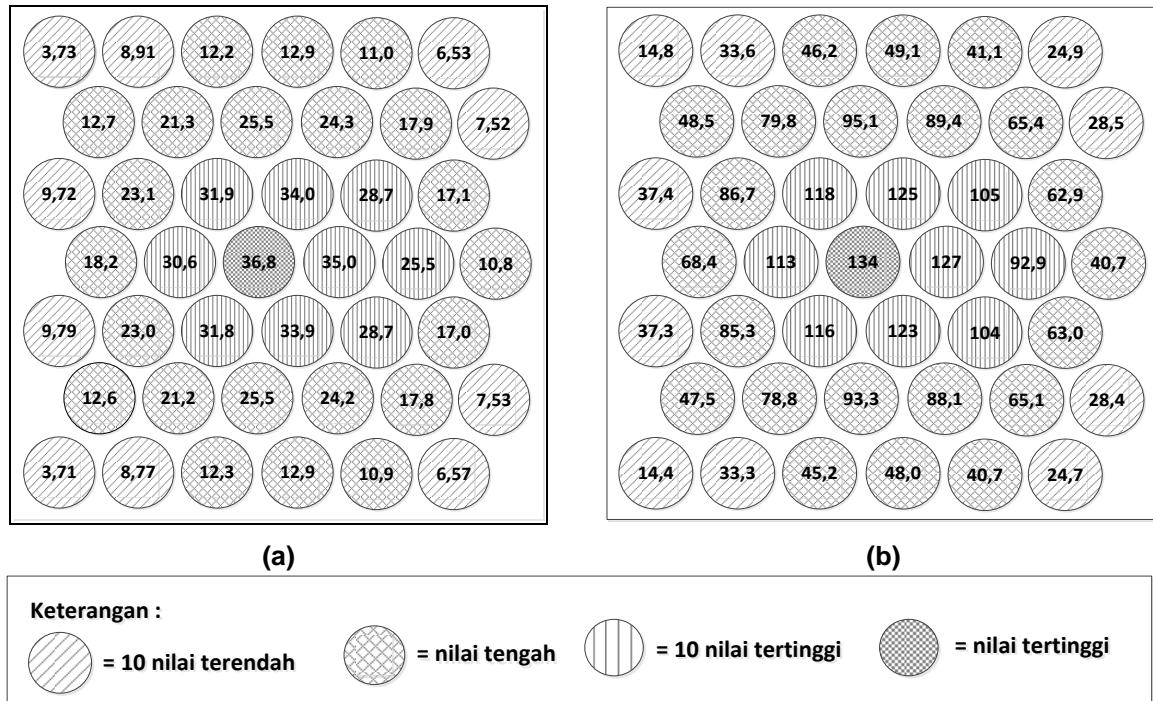 3,73 8,91 12,2 12,9 11,0 6,53
12,7 21,3 25,5 24,3 17,9 7,52
9,72 23,1 31,9 34,0 28,7 17,1
18,2 30,6 36,8 35,0 25,5 10,8
9,79 23,0 31,8 33,9 28,7 17,0
12,6 21,2 25,5 24,2 17,8 7,53
3,71 8,77 12,3 12,9 10,9 6,57
(a)
14,8 33,6 46,2 49,1 41,1 24,9
48,5 79,8 95,1 89,4 65,4 28,5
37,4 86,7 118 125 105 62,9
68,4 113 134 127 92,9 40,7
37,3 85,3 116 123 104 63,0
47,5 78,8 93,3 88,1 65,1 28,4
14,4 33,3 45,2 48,0 40,7 24,7
(b)
Keterangan :
= 10 nilai terendah
= nilai tengah
= 10 nilai tertinggi
= nilai tertinggi